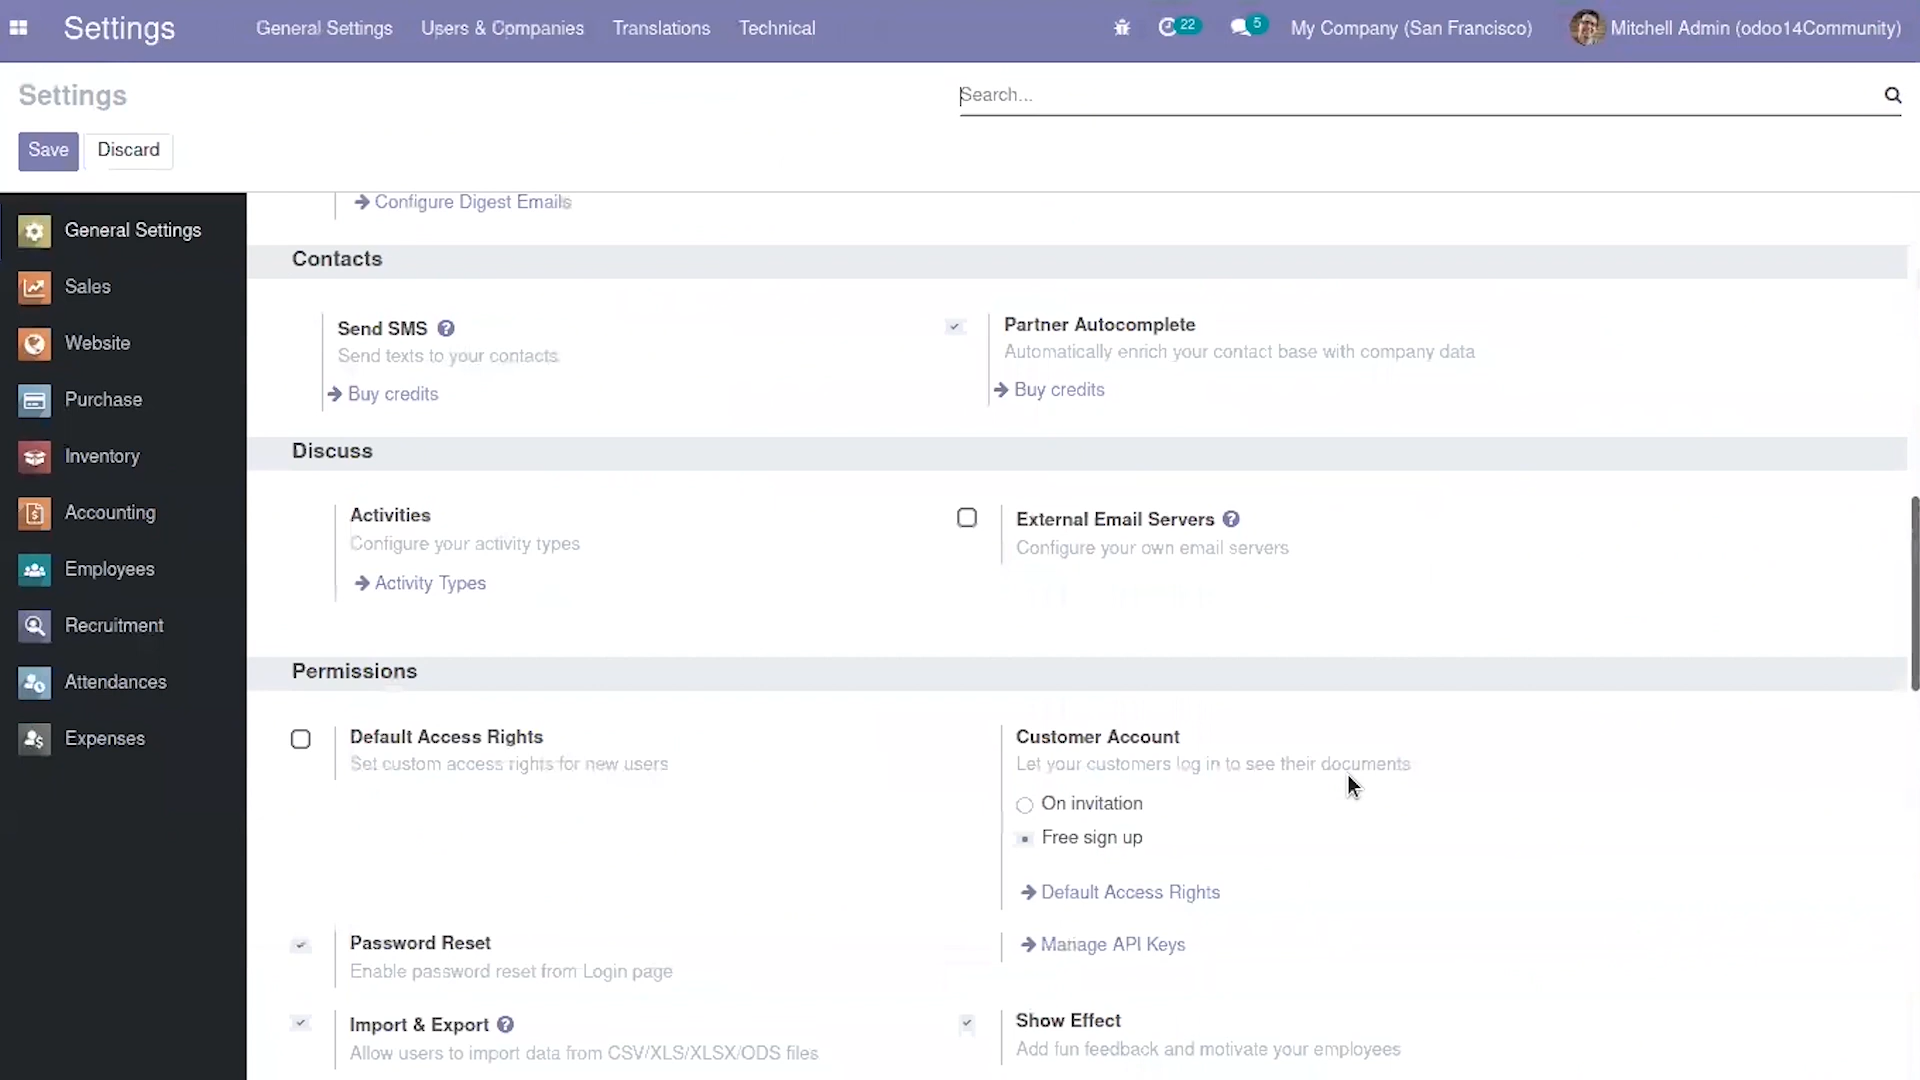 Settings
General Settings
Users & Companies
Translations
Technical
22
5
My Company (San Francisco)
Mitchell Admin (odoo14Community)
Settings
Search...
Save
Discard
General Settings
Sales
Website
Purchase
Inventory
Accounting
Employees
Recruitment
Attendances
Expenses
Configure Digest Emails
Contacts
Send SMS
Send texts to your contacts
Buy credits
Partner Autocomplete
Automatically enrich your contact base with company data
Buy credits
Discuss
Activities
Configure your activity types
Activity Types
External Email Servers
Configure your own email servers
Permissions
Default Access Rights
Set custom access rights for new users
Customer Account
Let your customers log in to see their documents
On invitation
Free sign up
Default Access Rights
Password Reset
Enable password reset from Login page
Manage API Keys
Import & Export
Allow users to import data from CSV/XLS/XLSX/ODS files
Show Effect
Add fun feedback and motivate your employees